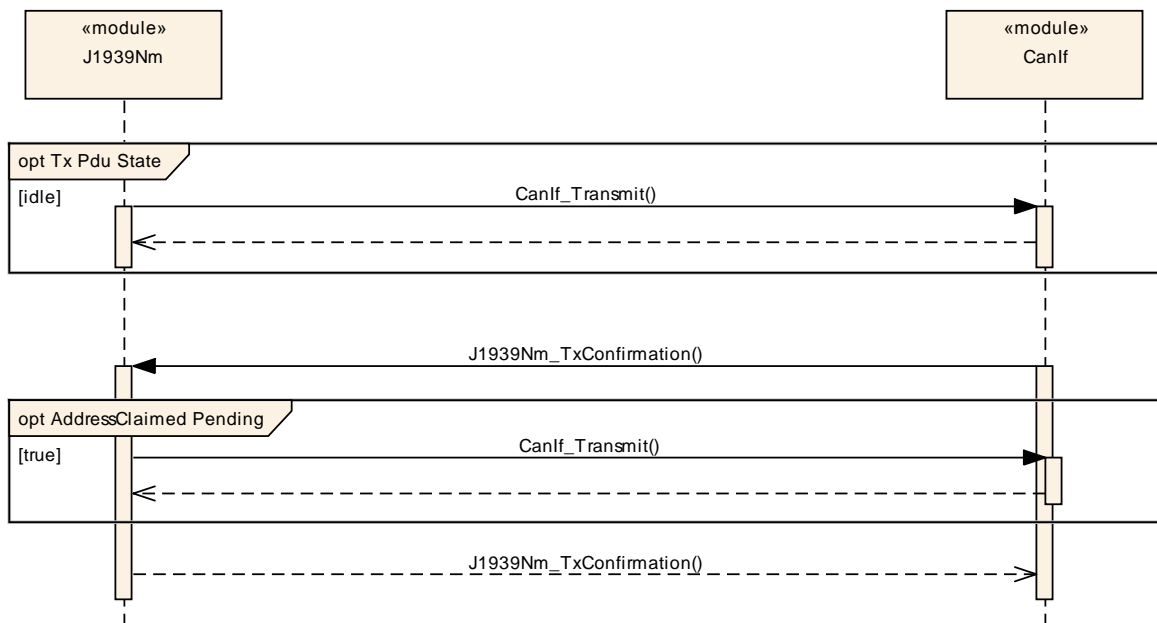 «module»
J1939Nm
«module»
CanIf
opt Tx Pdu State
[idle]
CanIf_Transmit()
J1939Nm_TxConfirmation()
opt AddressClaimed Pending
[true]
CanIf_Transmit()
J1939Nm_TxConfirmation()